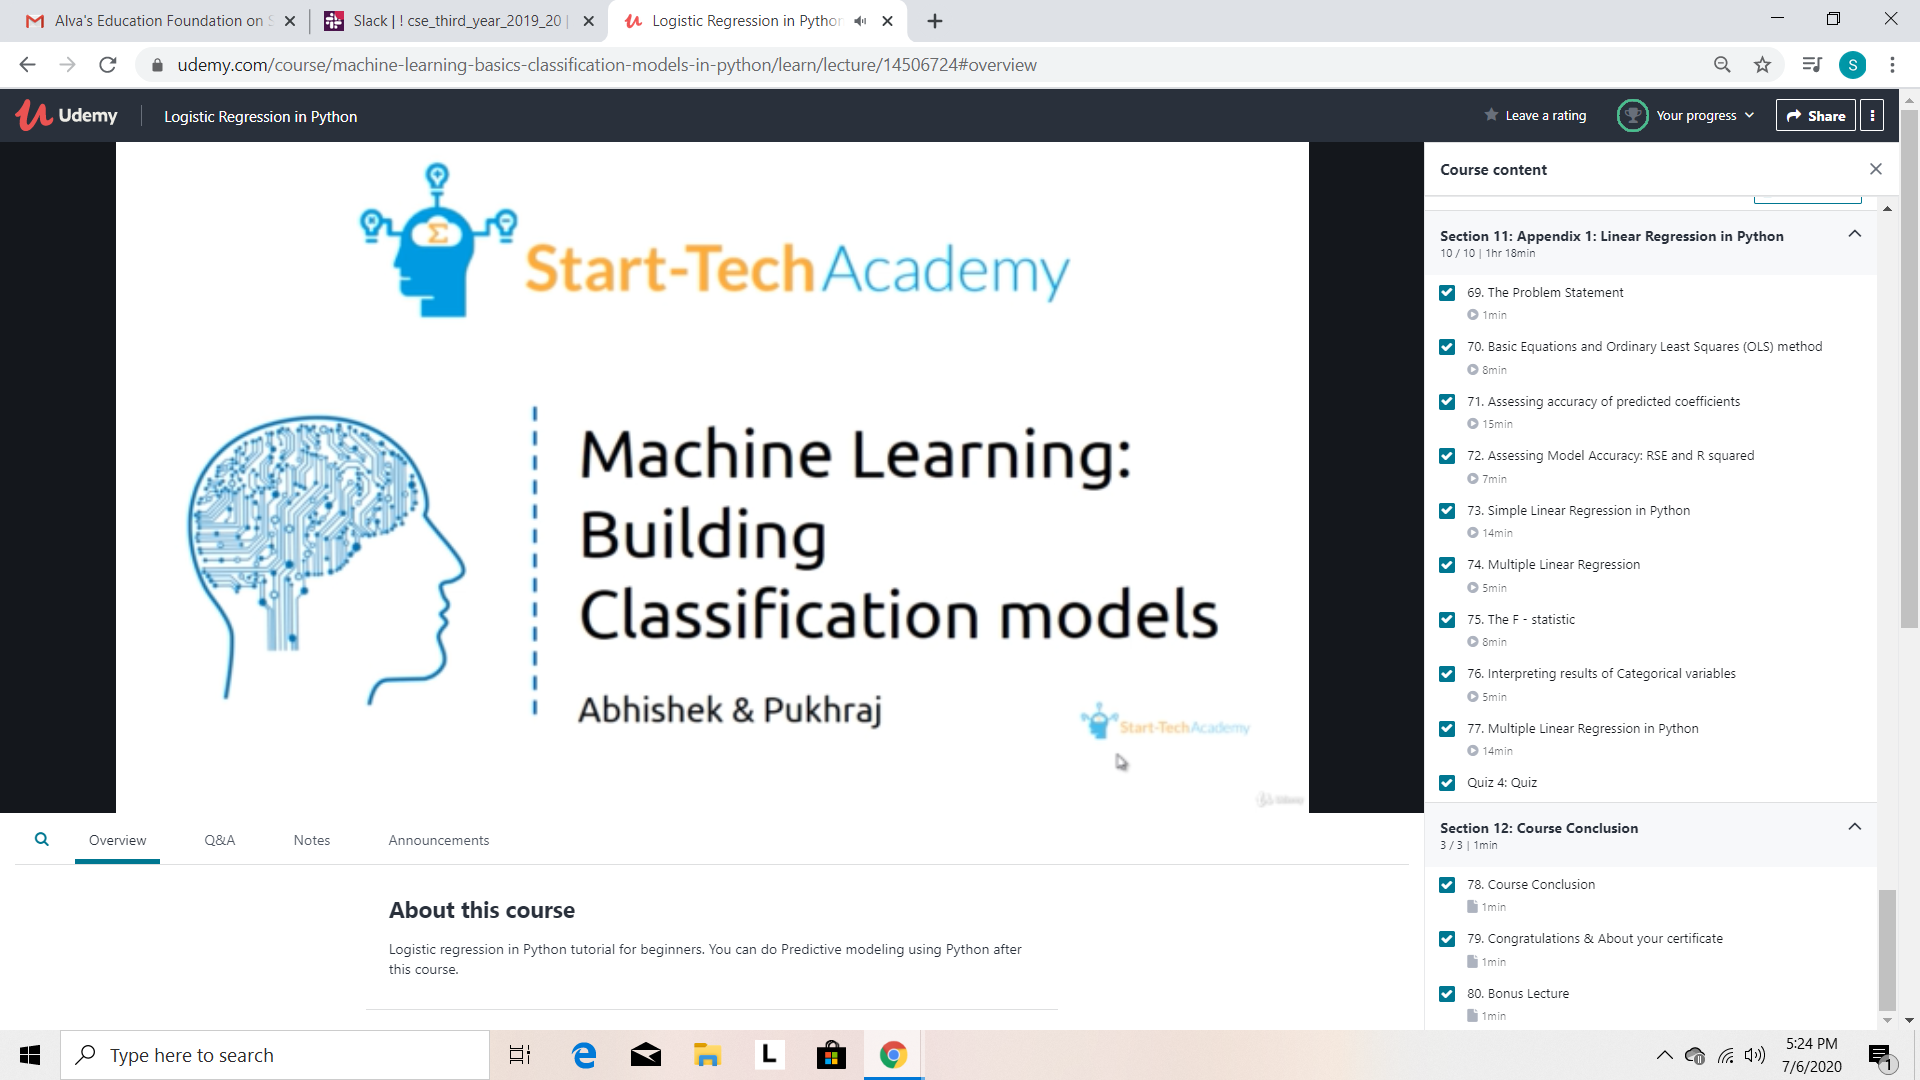 Alva's Education Foundation on S
Slack | ! cse_third_year_2019_20 |
Logistic Regression in Python
udemy.com/course/machine-learning-basics-classification-models-in-python/learn/lecture/14506724#overview
S
Udemy
Logistic Regression in Python
Leave a rating
Your progress
Share
Start-Tech Academy
Machine Learning:
Building
Classification models
Abhishek & Pukhraj
Start-Tech Academy
Udemy
Course content
Section 11: Appendix 1: Linear Regression in Python
10 / 10 | 1hr 18min
69. The Problem Statement
1min
70. Basic Equations and Ordinary Least Squares (OLS) method
8min
71. Assessing accuracy of predicted coefficients
15min
72. Assessing Model Accuracy: RSE and R squared
7min
73. Simple Linear Regression in Python
14min
74. Multiple Linear Regression
5min
75. The F - statistic
8min
76. Interpreting results of Categorical variables
5min
77. Multiple Linear Regression in Python
14min
Quiz 4: Quiz
Section 12: Course Conclusion
3 / 3 | 1min
78. Course Conclusion
1min
79. Congratulations & About your certificate
1min
80. Bonus Lecture
1min
Overview
Q&A
Notes
Announcements
About this course
Logistic regression in Python tutorial for beginners. You can do Predictive modeling using Python after
this course.
Type here to search
L
5:24 PM
7/6/2020
1